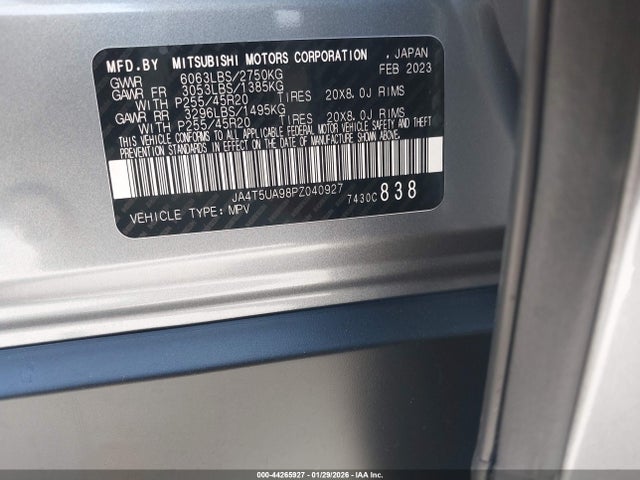 MFD.BY MITSUBISHI MOTORS CORPORATION , JAPAN
GVWR 6063LBS/2750KG FEB 2023
GAWR FR 3053LBS/1385KG
WITH P255/45R20 TIRES 20X8.0J RIMS
GAWR RR 3296LBS/1495KG
WITH P255/45R20 TIRES 20X8.0J RIMS
THIS VEHICLE CONFORMS TO ALL APPLICABLE FEDERAL MOTOR VEHICLE SAFETY AND THEFT
PREVENTION STANDARDS IN EFFECT ON THE DATE OF MANUFACTURE SHOWN ABOVE.
JA4T5UA98PZ040927
VEHICLE TYPE:MPV 7430C 838
000-44265927 - 01/29/2026 - IAAI Inc.